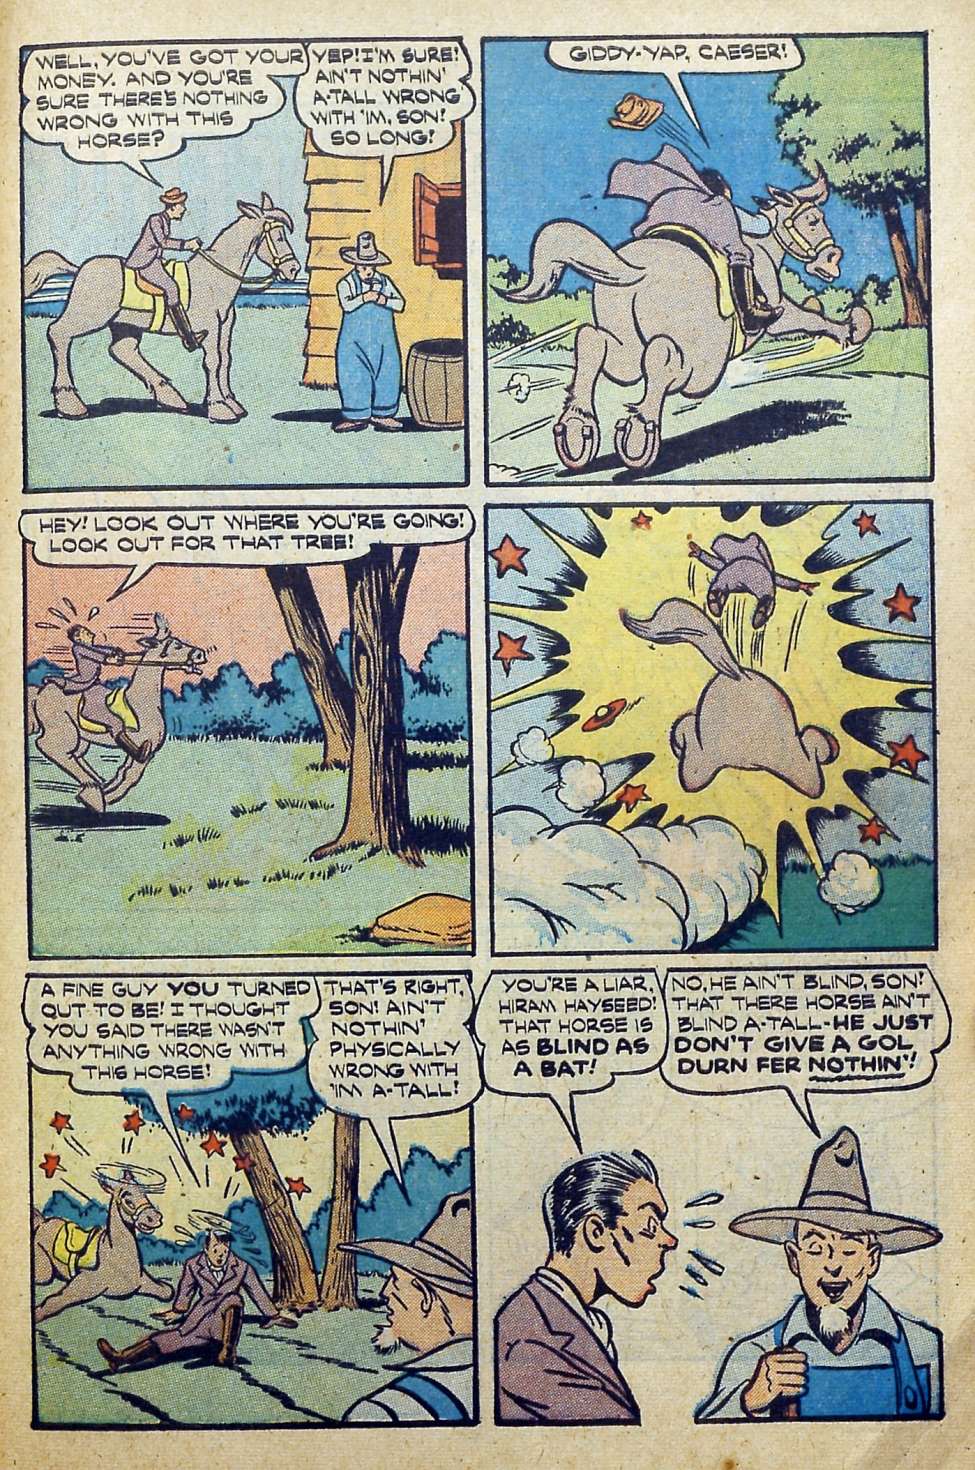 WELL, YOU'VE GOT YOUR
MONEY. AND YOU'RE
SURE THERE'S NOTHING
WRONG WITH THIS
HORSE?
YEP! I'M SURE!
AIN'T NOTHIN'
A-TALL WRONG
WITH 'IM, SON!
SO LONG!
GIDDY-YAP, CAESER!
HEY! LOOK OUT WHERE YOU'RE GOING!
LOOK OUT FOR THAT TREE!
A FINE GUY YOU TURNED
OUT TO BE! I THOUGHT
YOU SAID THERE WASN'T
ANYTHING WRONG WITH
THIS HORSE!
THAT'S RIGHT,
SON! AIN'T
NOTHIN'
PHYSICALLY
WRONG WITH
'IM A-TALL!
YOU'RE A LIAR,
HIRAM HAYSEED!
THAT HORSE IS
AS BLIND AS
A BAT!
NO, HE AIN'T BLIND, SON!
THAT THERE HORSE AIN'T
BLIND A-TALL-HE JUST
DON'T GIVE A GOL
DURN FER NOTHIN'!